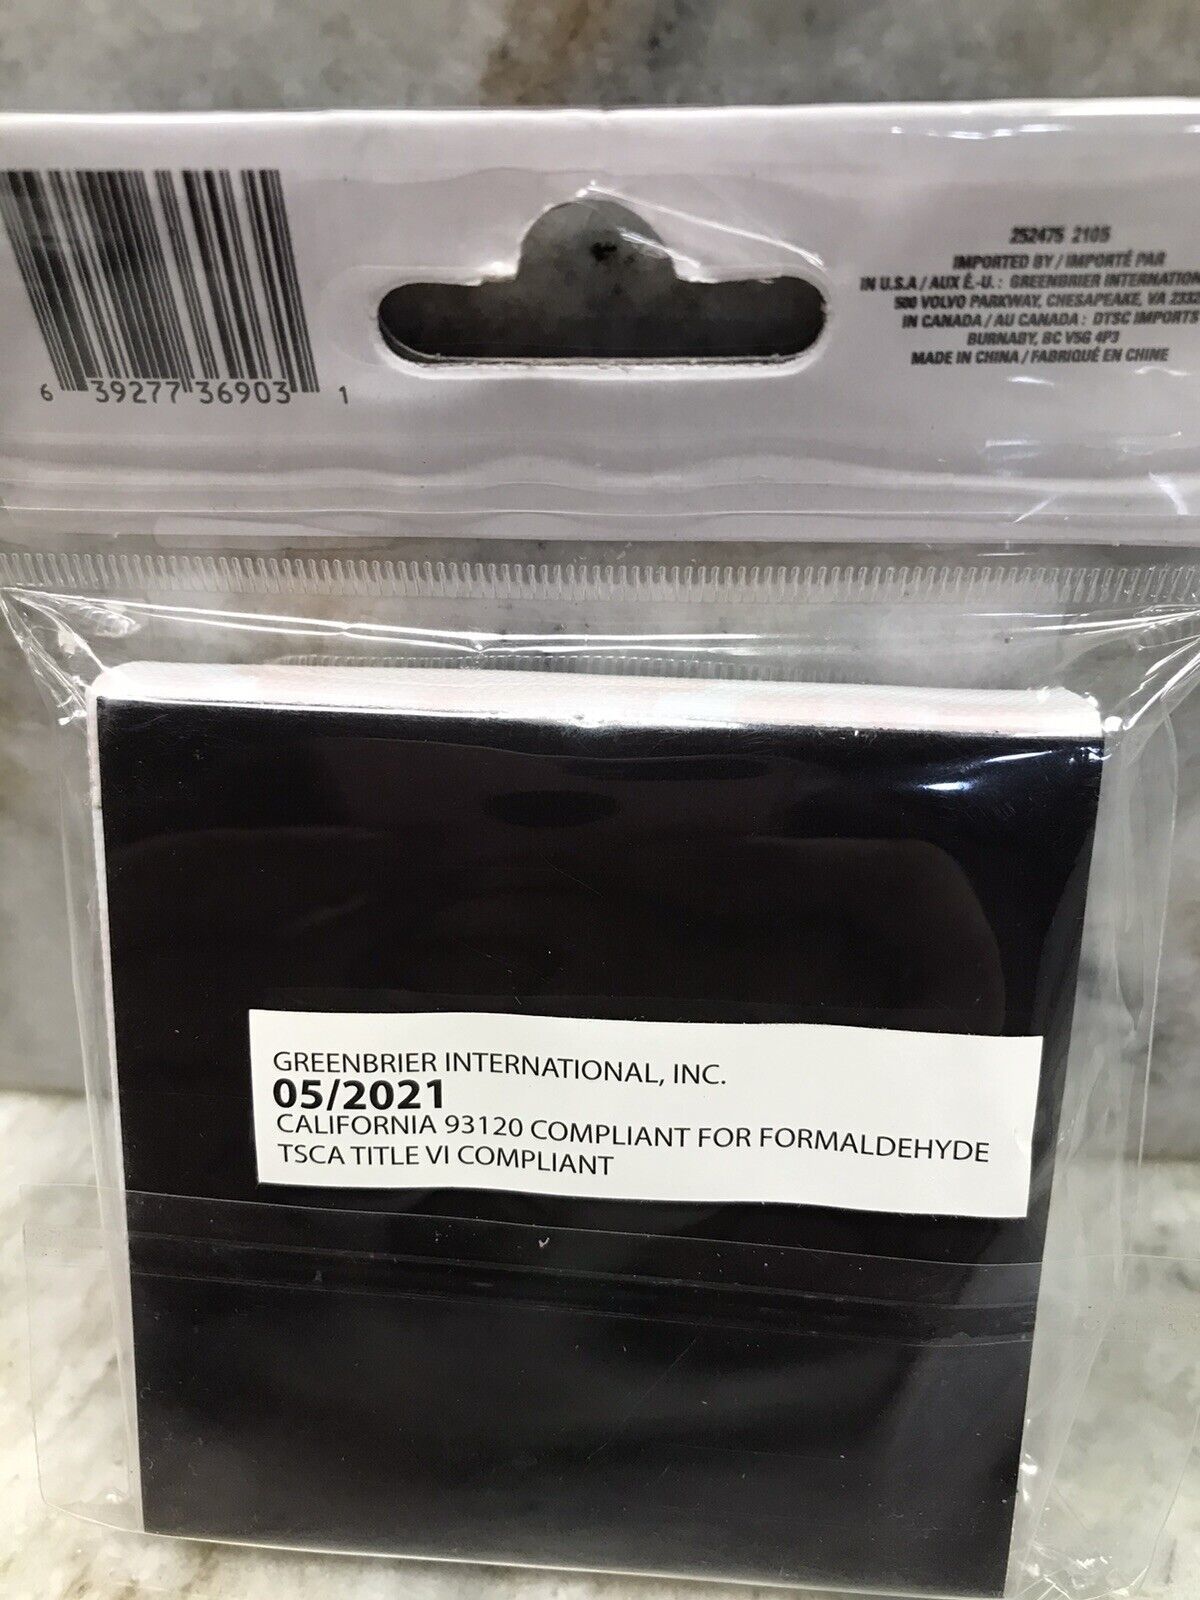 252475 2105
IMPORTED BY / IMPORTÉ PAR
IN U.S.A / AUX É.-U. : GREENBRIER INTERNATION
500 VOLVO PARKWAY, CHESAPEAKE, VA 2332
IN CANADA / AU CANADA : DTSC IMPORTS
BURNABY, BC V5G 4P3
MADE IN CHINA / FABRIQUÉ EN CHINE
6 39277 36903 1
GREENBRIER INTERNATIONAL, INC.
05/2021
CALIFORNIA 93120 COMPLIANT FOR FORMALDEHYDE
TSCA TITLE VI COMPLIANT